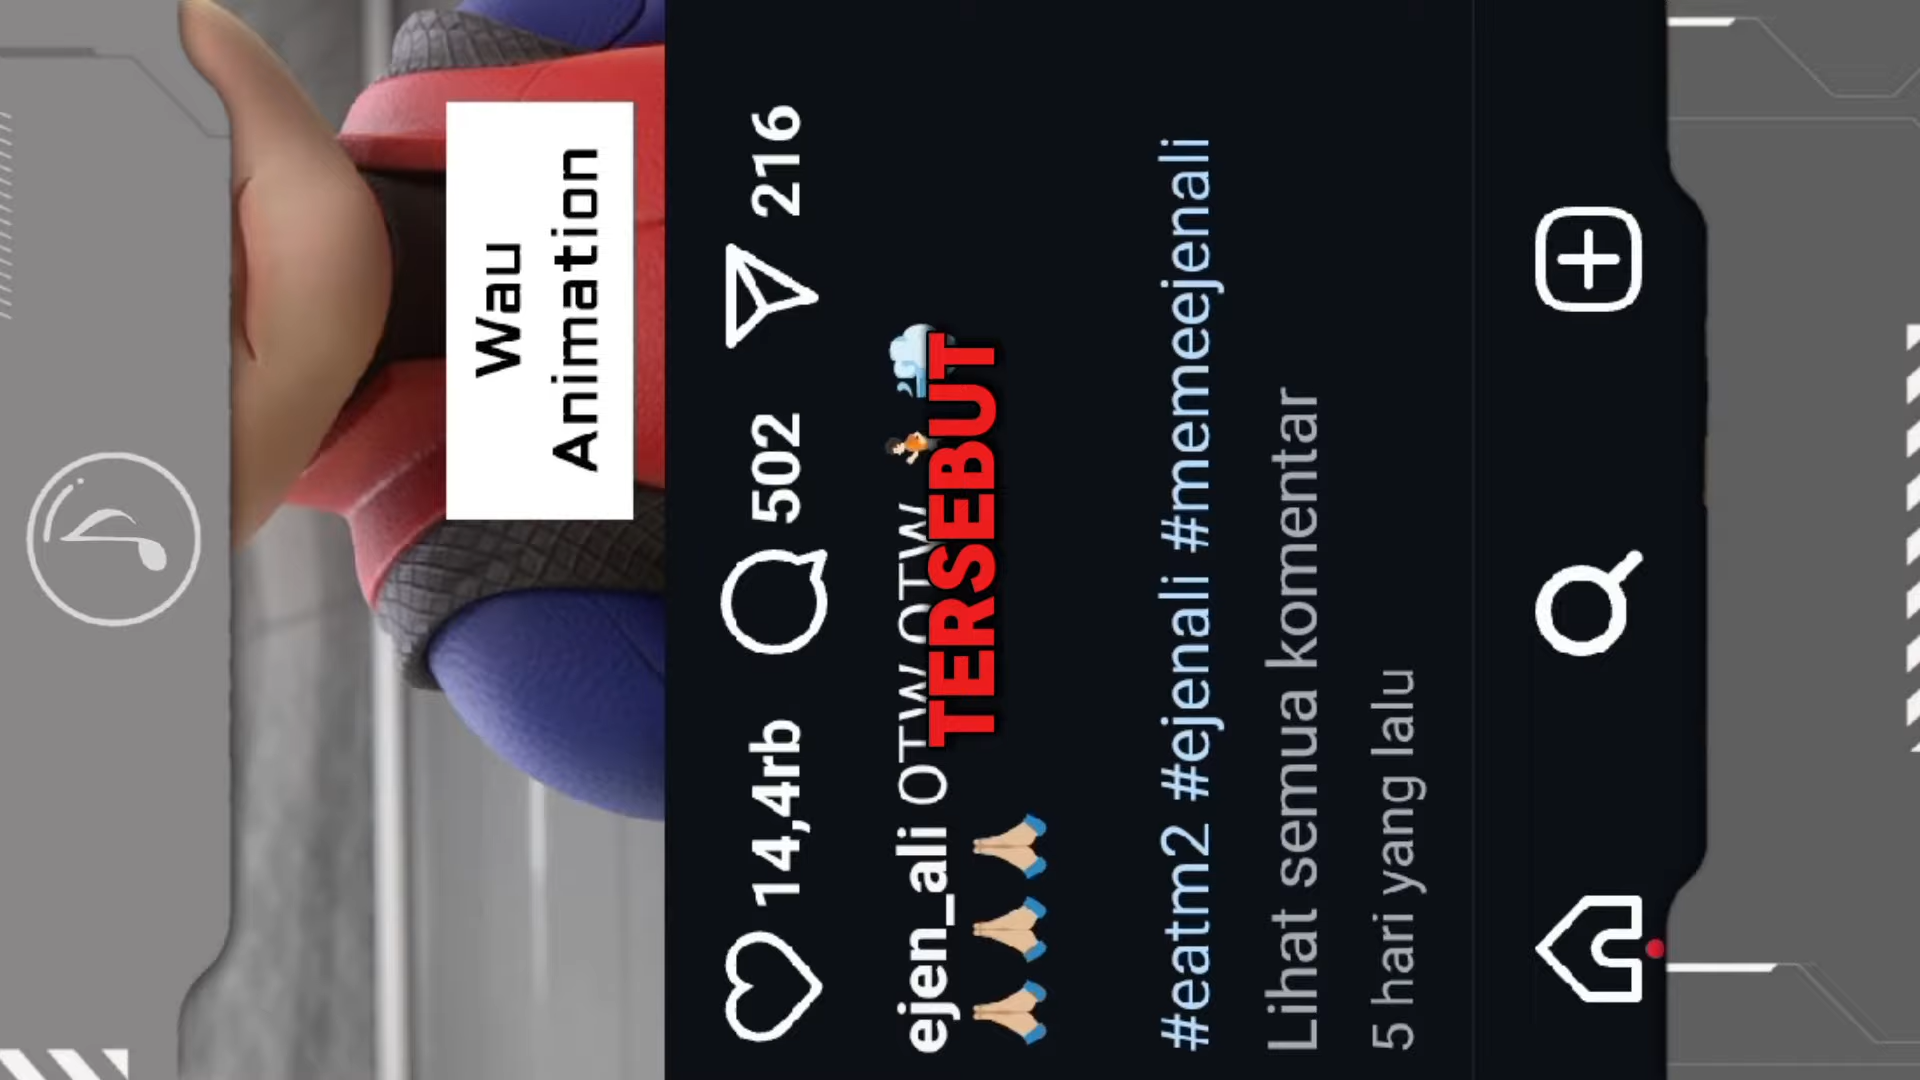 Wau
Animation
14,4rb 502 216
ejen_ali OTW OTW
TERSEBUT
#eatm2 #ejenali #memeejenali
Lihat semua komentar
5 hari yang lalu